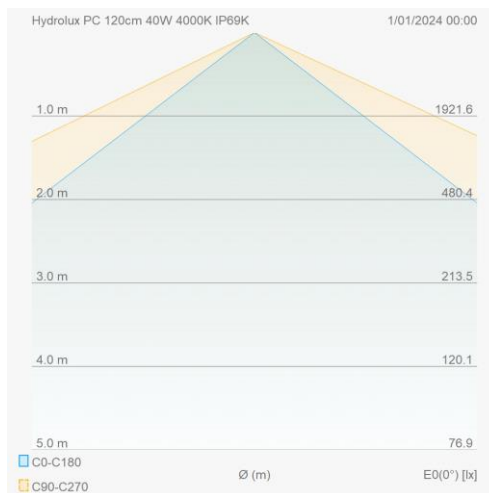 Hydrolux PC 120cm 40W 4000K IP69K 1/01/2024 00:00
1.0 m 1921.6
2.0 m 480.4
3.0 m 213.5
4.0 m 120.1
5.0 m 76.9
C0-C180
Ø (m) E0(0°) [lx]
C90-C270